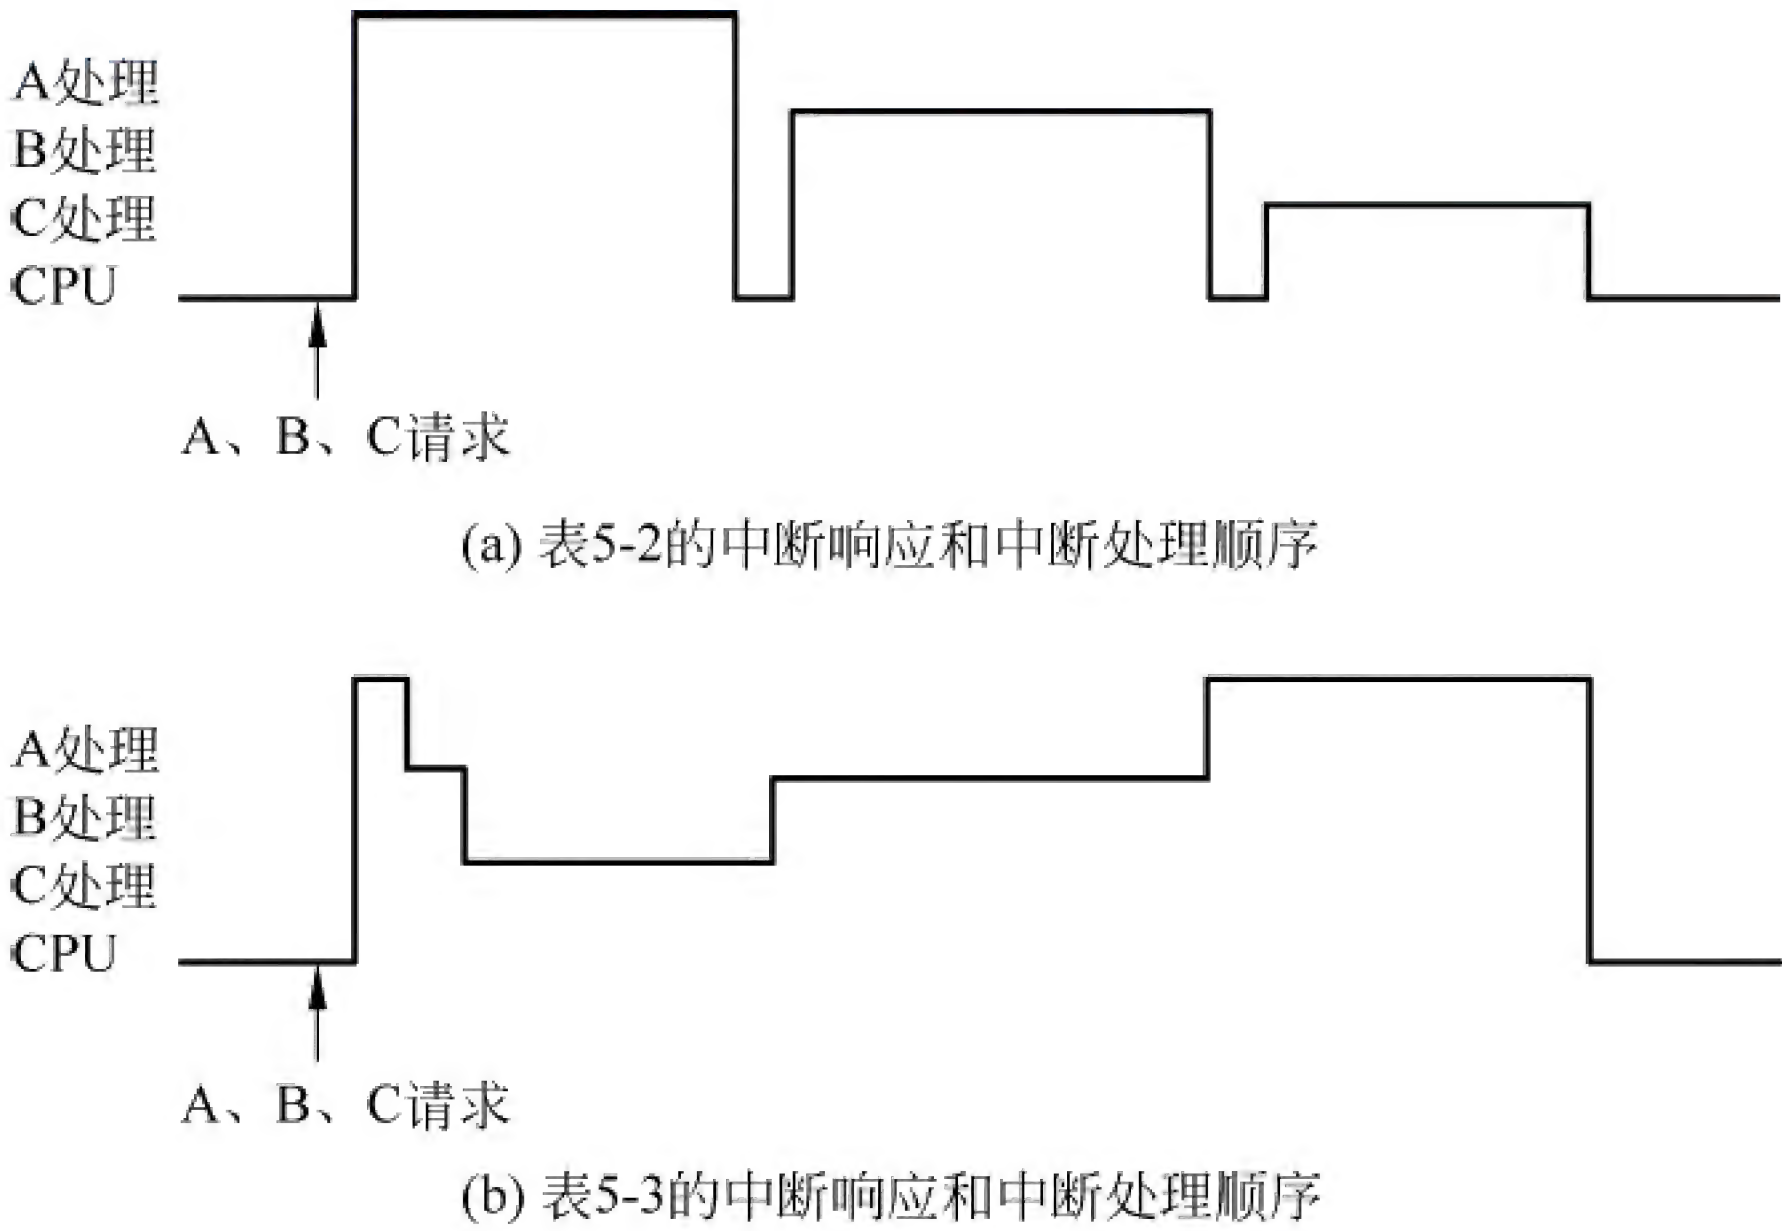 A处理
B处理
C处理
CPU
A、B、C请求
(a) 表5-2的中断响应和中断处理顺序
A处理
B处理
C处理
CPU
A、B、C请求
(b) 表5-3的中断响应和中断处理顺序